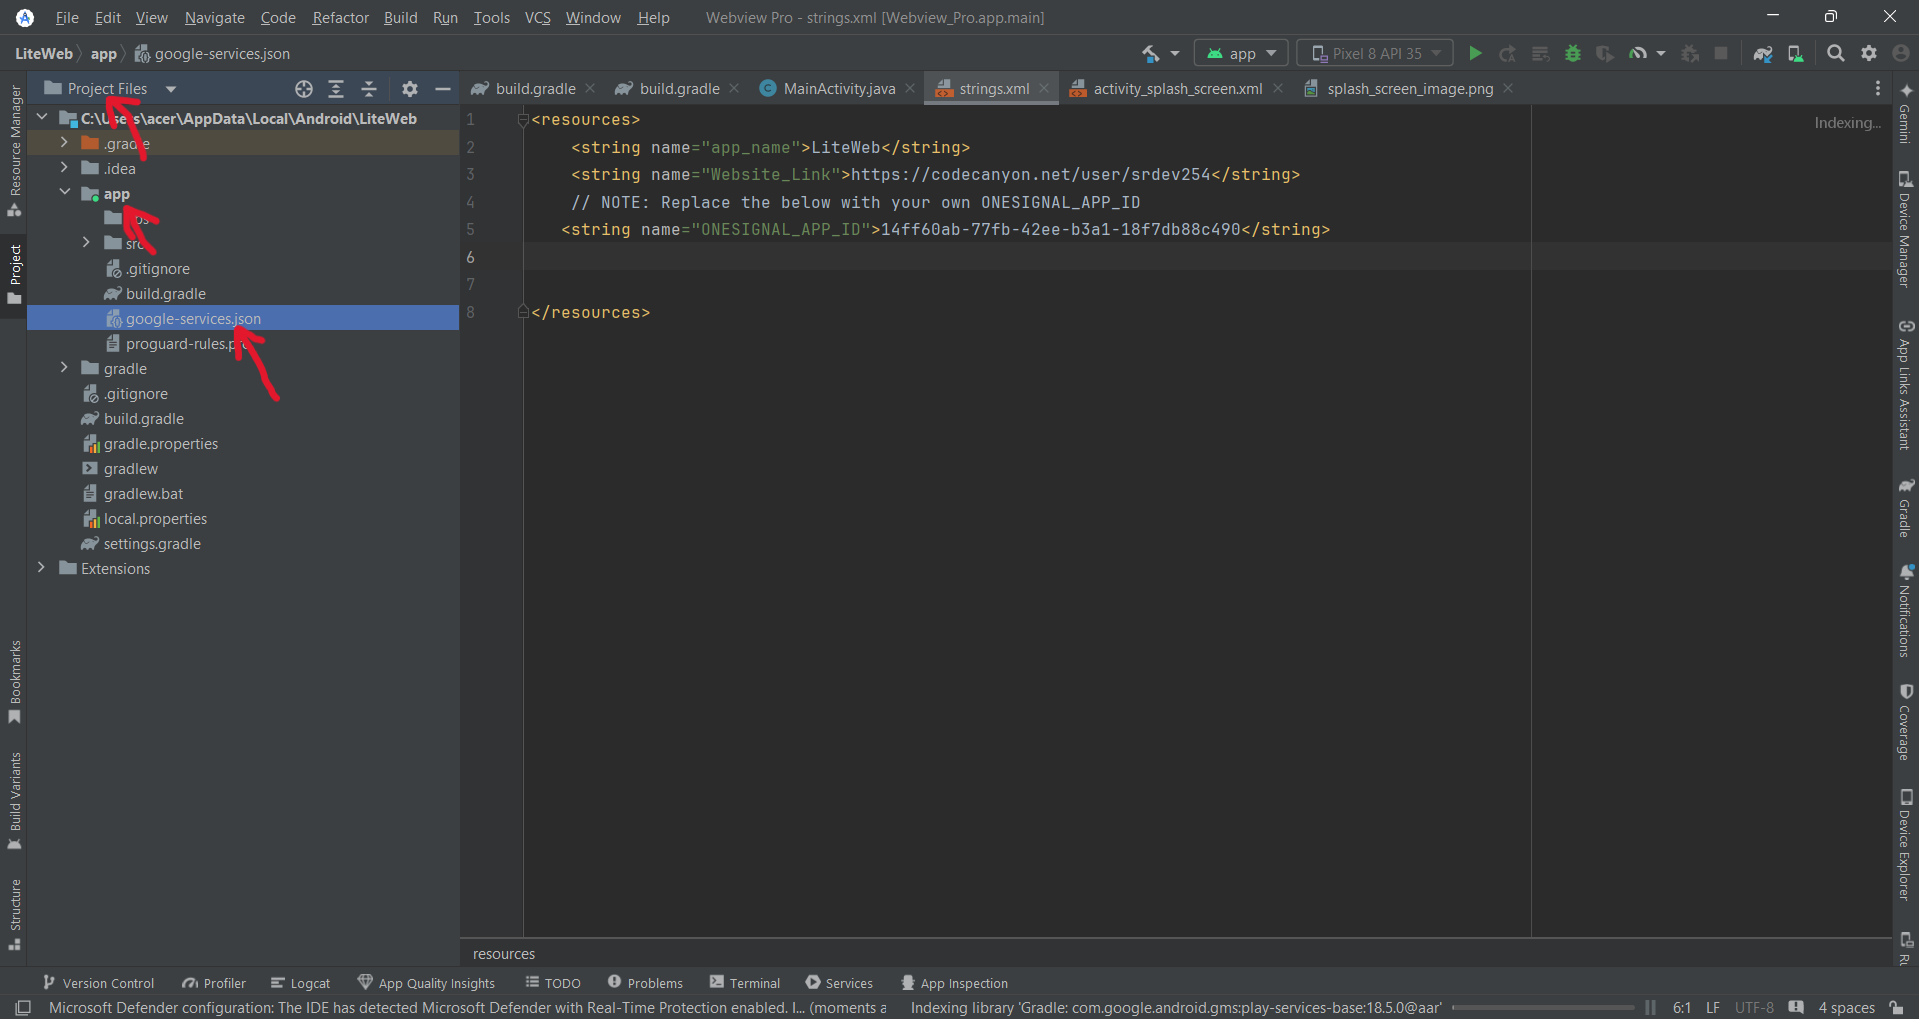 File Edit View Navigate Code Refactor Build Run Tools VCS Window Help Webview Pro - strings.xml [Webview_Pro.app.main]
LiteWeb app google-services.json app Pixel 8 API 35
Project Files
build.gradle build.gradle MainActivity.java strings.xml activity_splash_screen.xml splash_screen_image.png
C:\Users\acer\AppData\Local\Android\LiteWeb
.gradle
.idea
app
src
.gitignore
build.gradle
google-services.json
proguard-rules.pro
gradle
.gitignore
build.gradle
gradle.properties
gradlew
gradlew.bat
local.properties
settings.gradle
Extensions
1 <resources>
2 <string name="app_name">LiteWeb</string>
3 <string name="Website_Link">https://codecanyon.net/user/srdev254</string>
4 // NOTE: Replace the below with your own ONESIGNAL_APP_ID
5 <string name="ONESIGNAL_APP_ID">14ff60ab-77fb-42ee-b3a1-18f7db88c490</string>
6
7
8 </resources>
Indexing...
Resource Manager
Project
Bookmarks
Build Variants
Structure
Gemini
Device Manager
App Links Assistant
Gradle
Notifications
Coverage
Device Explorer
resources
Version Control Profiler Logcat App Quality Insights TODO Problems Terminal Services App Inspection
Microsoft Defender configuration: The IDE has detected Microsoft Defender with Real-Time Protection enabled. I... (moments a Indexing library 'Gradle: com.google.android.gms:play-services-base:18.5.0@aar' 6:1 LF UTF-8 4 spaces